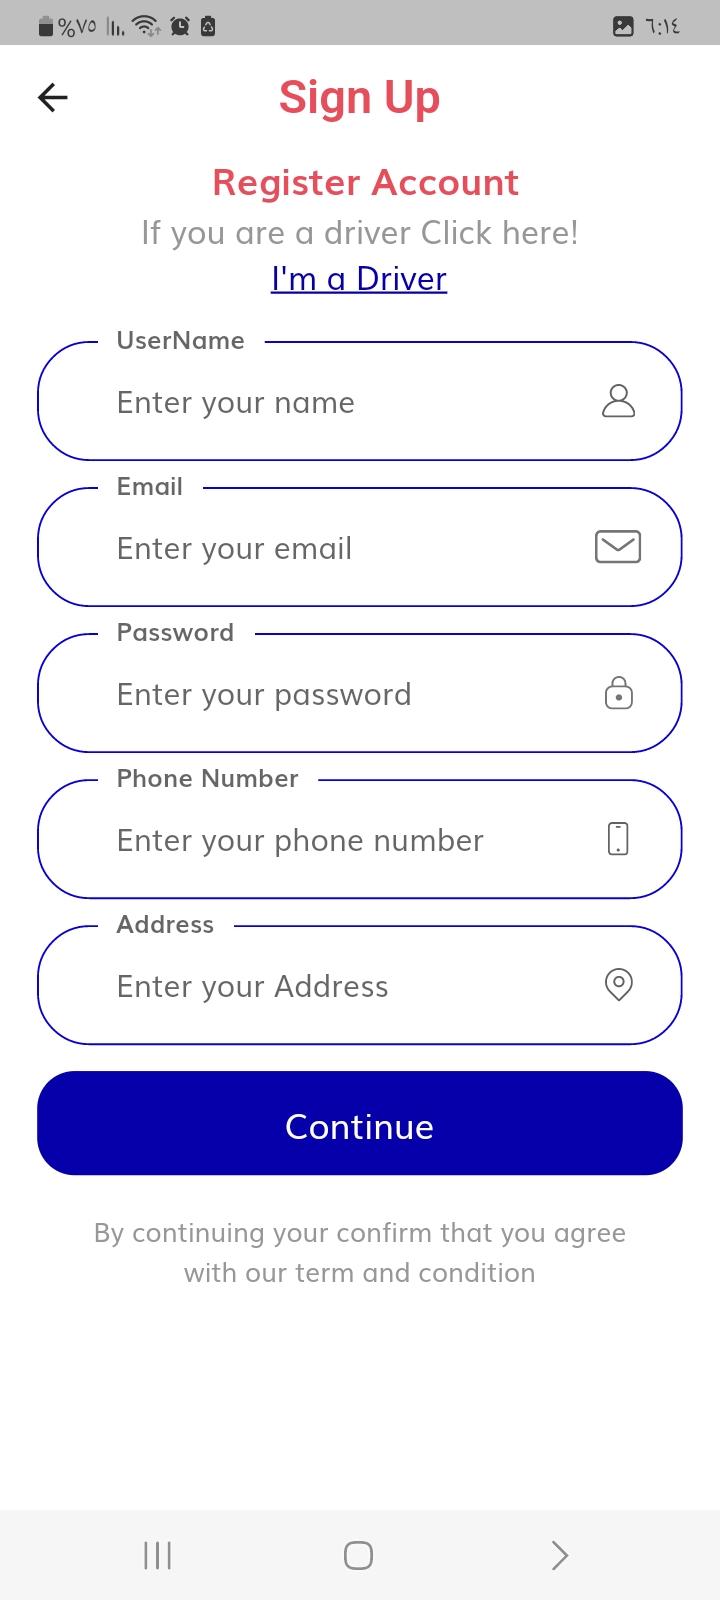 %٧٥ ٦:١٤
Sign Up
Register Account
If you are a driver Click here!
I'm a Driver
UserName
Enter your name
Email
Enter your email
Password
Enter your password
Phone Number
Enter your phone number
Address
Enter your Address
Continue
By continuing your confirm that you agree
with our term and condition